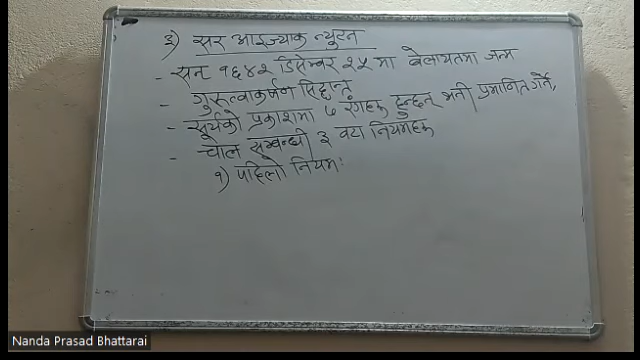 ३) सर आइज्याक न्युटन
- सन् १६४२ डिसेम्बर २५ मा बेलायतमा जन्म
- गुरुत्वाकर्षन सिद्धान्त
- सूर्यको प्रकाशमा ७ रंगहरू हुन्छन् भनी प्रमानित गर्ने,
- चाल सम्बन्धी ३ वटा नियमहरू
१) पहिलो नियमः
Nanda Prasad Bhattarai